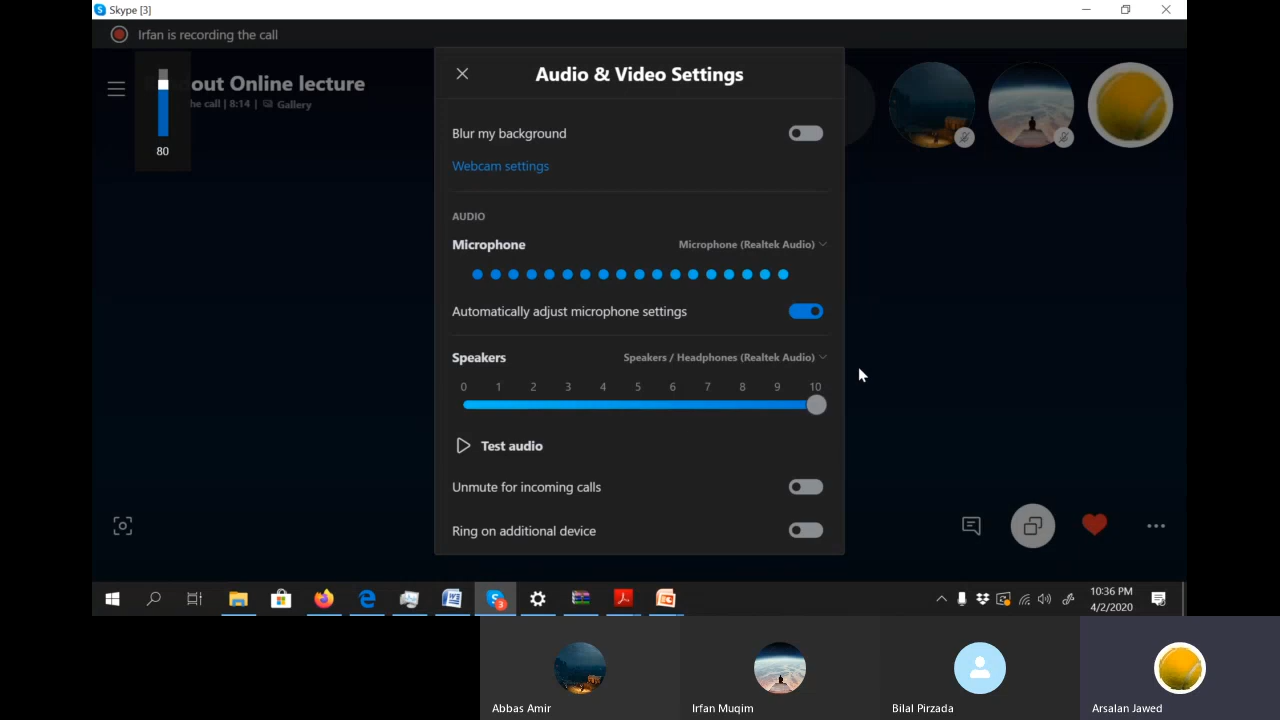 Skype [3]
Irfan is recording the call
out Online lecture
he call | 8:14 | Gallery
80
Audio & Video Settings
Blur my background
Webcam settings
AUDIO
Microphone
Microphone (Realtek Audio)
Automatically adjust microphone settings
Speakers
Speakers / Headphones (Realtek Audio)
0 1 2 3 4 5 6 7 8 9 10
Test audio
Unmute for incoming calls
Ring on additional device
3
10:36 PM
4/2/2020
Abbas Amir
Irfan Muqim
Bilal Pirzada
Arsalan Jawed